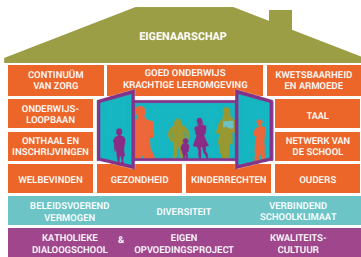 EIGENAARSCHAP
CONTINUÜM
VAN ZORG
GOED ONDERWIJS
KRACHTIGE LEEROMGEVING
KWETSBAARHEID
EN ARMOEDE
ONDERWIJS-
LOOPBAAN
TAAL
ONTHAAL EN
INSCHRIJVINGEN
NETWERK VAN
DE SCHOOL
WELBEVINDEN
GEZONDHEID
KINDERRECHTEN
OUDERS
BELEIDSVOEREND
VERMOGEN
DIVERSITEIT
VERBINDEND
SCHOOLKLIMAAT
KATHOLIEKE
DIALOOGSCHOOL
&
EIGEN
OPVOEDINGSPROJECT
KWALITEITS-
CULTUUR